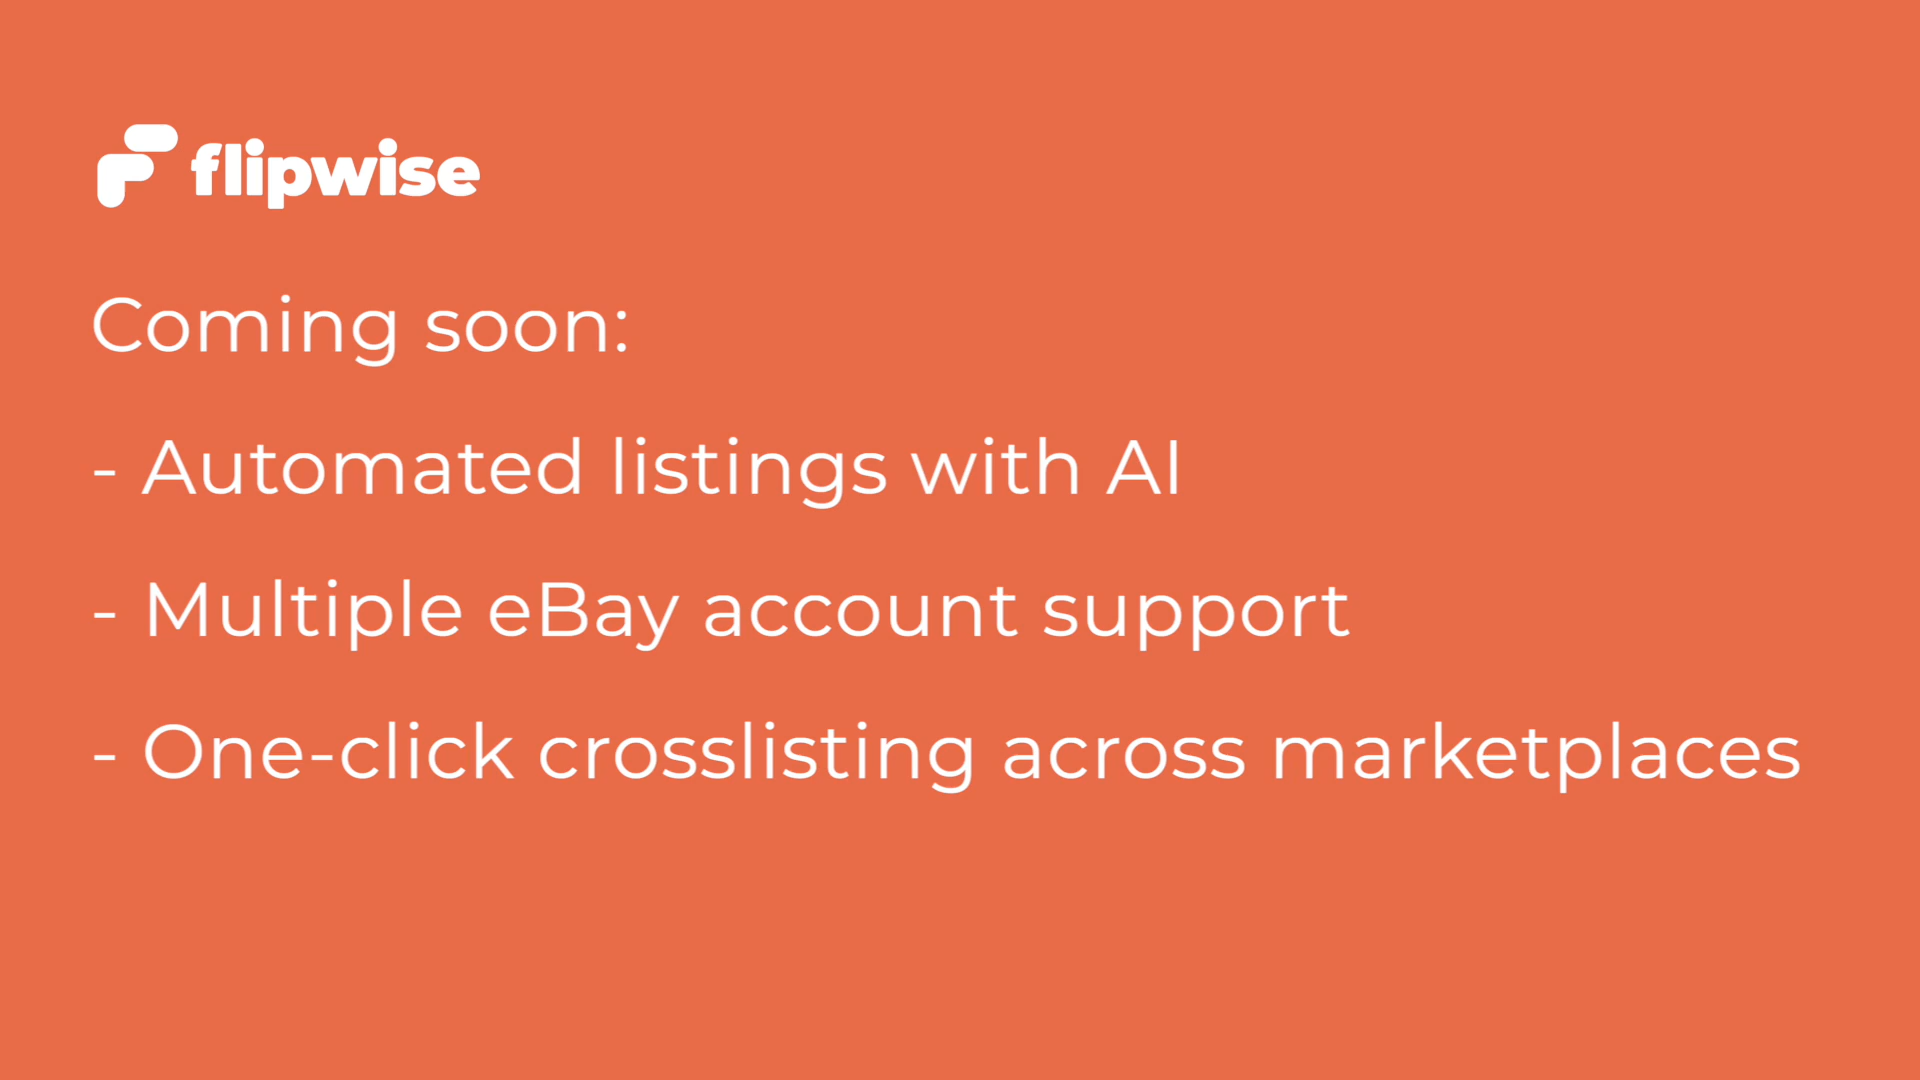 flipwise
Coming soon:
- Automated listings with AI
- Multiple eBay account support
- One-click crosslisting across marketplaces